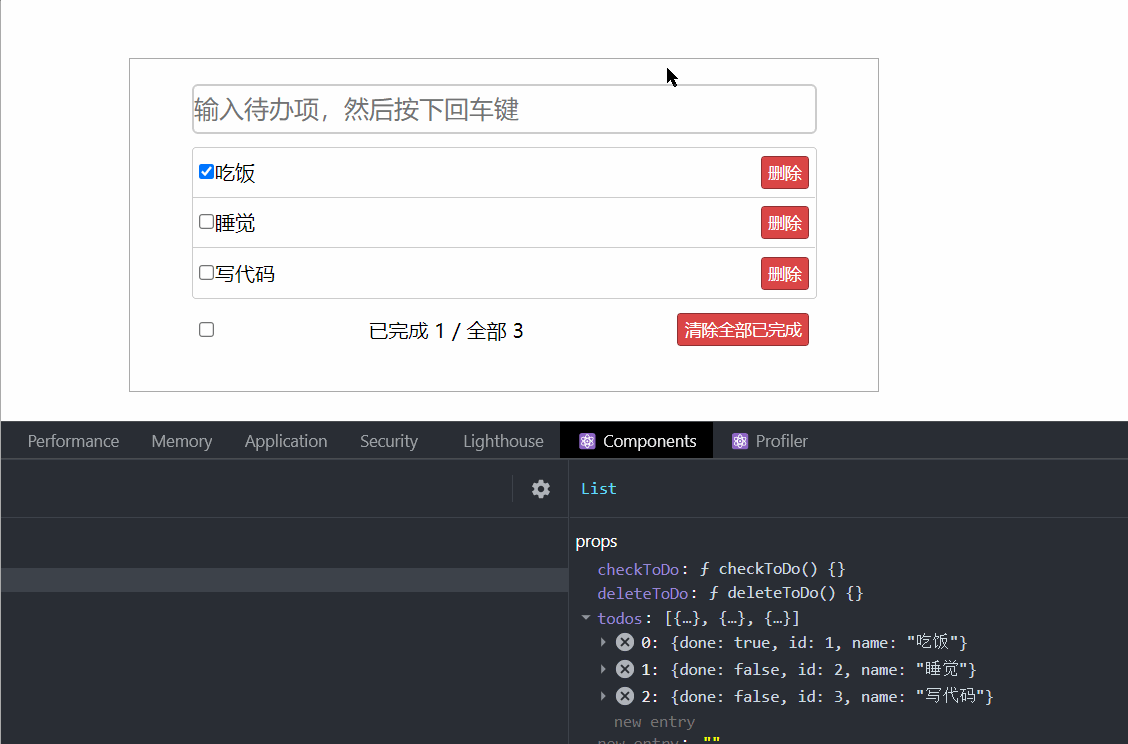 输入待办项，然后按下回车键
吃饭 删除
睡觉 删除
写代码 删除
已完成 1 / 全部 3 清除全部已完成
Performance Memory Application Security Lighthouse Components Profiler
List
props
checkToDo: ƒ checkToDo() {}
deleteToDo: ƒ deleteToDo() {}
todos: [{…}, {…}, {…}]
0: {done: true, id: 1, name: "吃饭"}
1: {done: false, id: 2, name: "睡觉"}
2: {done: false, id: 3, name: "写代码"}
new entry
new entry: ""